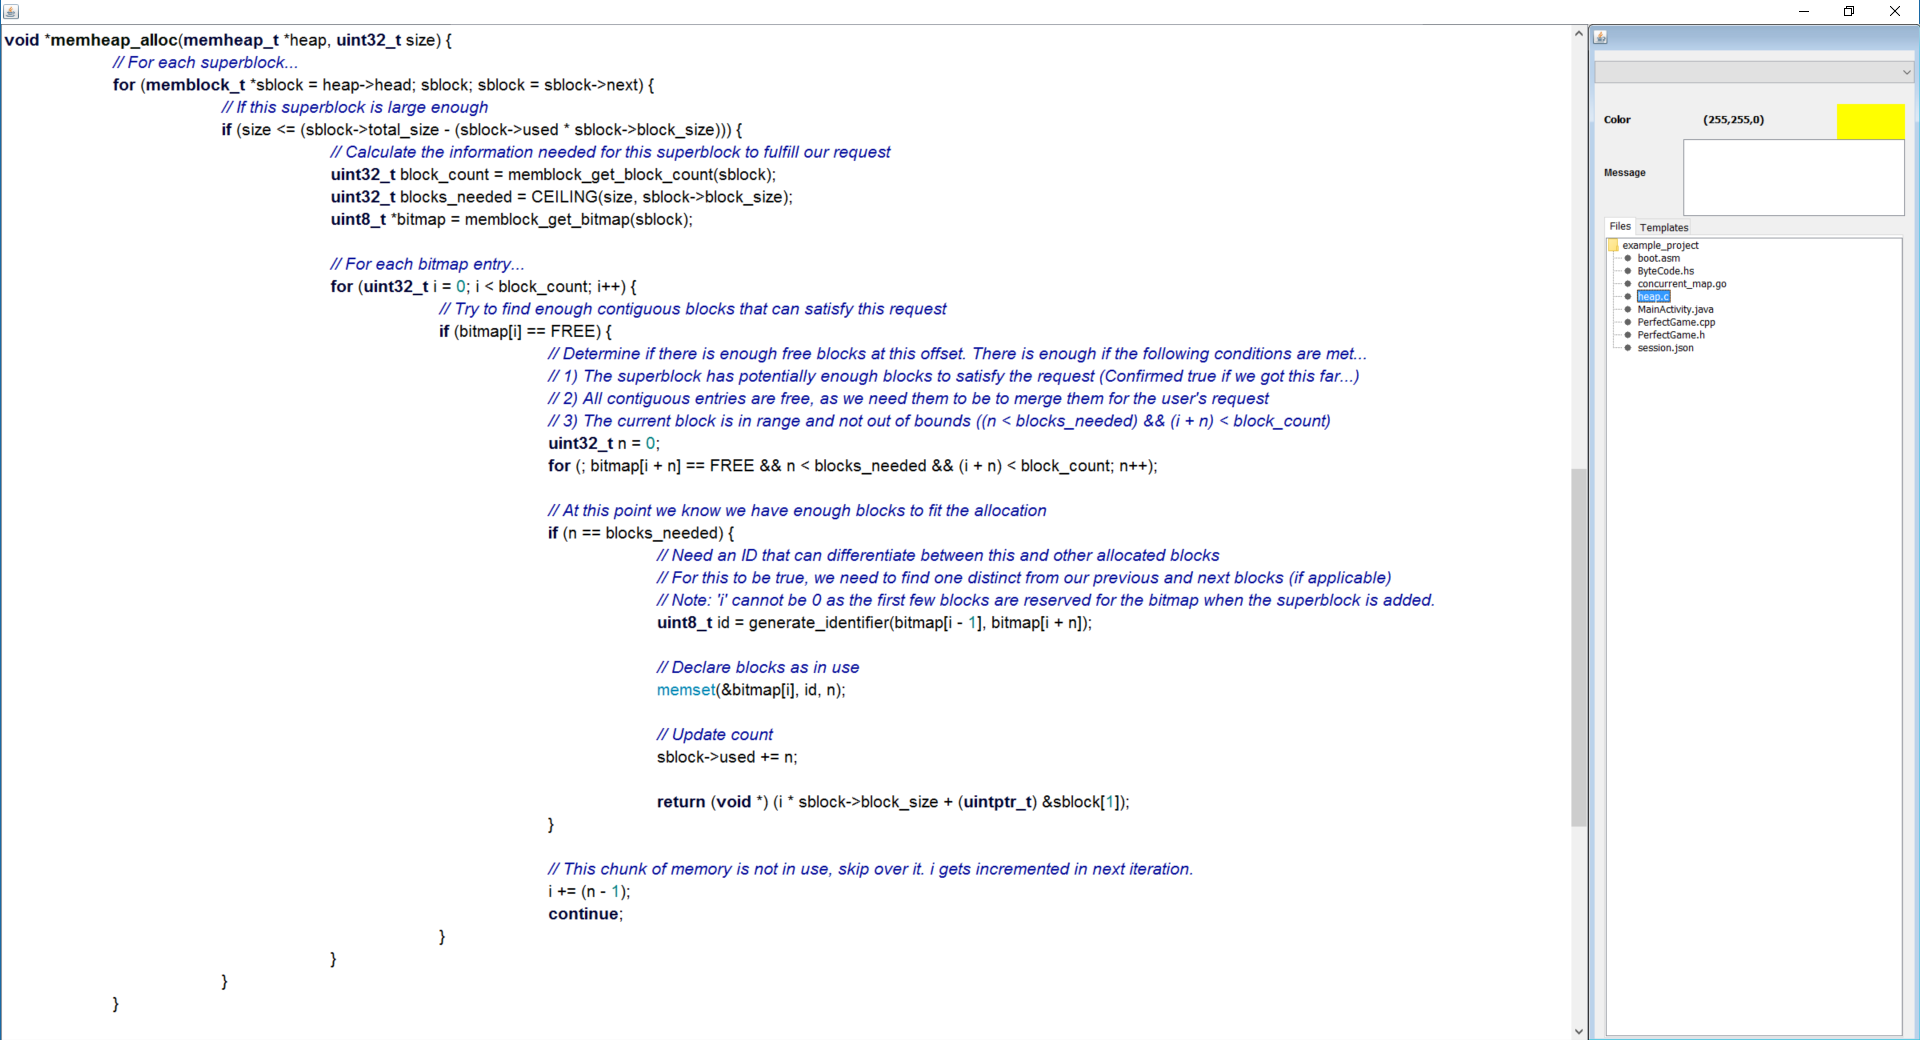 void *memheap_alloc(memheap_t *heap, uint32_t size) {
// For each superblock...
for (memblock_t *sblock = heap->head; sblock; sblock = sblock->next) {
// If this superblock is large enough
if (size <= (sblock->total_size - (sblock->used * sblock->block_size))) {
// Calculate the information needed for this superblock to fulfill our request
uint32_t block_count = memblock_get_block_count(sblock);
uint32_t blocks_needed = CEILING(size, sblock->block_size);
uint8_t *bitmap = memblock_get_bitmap(sblock);
// For each bitmap entry...
for (uint32_t i = 0; i < block_count; i++) {
// Try to find enough contiguous blocks that can satisfy this request
if (bitmap[i] == FREE) {
// Determine if there is enough free blocks at this offset. There is enough if the following conditions are met...
// 1) The superblock has potentially enough blocks to satisfy the request (Confirmed true if we got this far...)
// 2) All contiguous entries are free, as we need them to be to merge them for the user's request
// 3) The current block is in range and not out of bounds ((n < blocks_needed) && (i + n) < block_count)
uint32_t n = 0;
for (; bitmap[i + n] == FREE && n < blocks_needed && (i + n) < block_count; n++);
// At this point we know we have enough blocks to fit the allocation
if (n == blocks_needed) {
// Need an ID that can differentiate between this and other allocated blocks
// For this to be true, we need to find one distinct from our previous and next blocks (if applicable)
// Note: 'i' cannot be 0 as the first few blocks are reserved for the bitmap when the superblock is added.
uint8_t id = generate_identifier(bitmap[i - 1], bitmap[i + n]);
// Declare blocks as in use
memset(&bitmap[i], id, n);
// Update count
sblock->used += n;
return (void *) (i * sblock->block_size + (uintptr_t) &sblock[1]);
}
// This chunk of memory is not in use, skip over it. i gets incremented in next iteration.
i += (n - 1);
continue;
}
}
}
}
Color (255,255,0)
Message
Files Templates
example_project
boot.asm
ByteCode.hs
concurrent_map.go
heap.c
MainActivity.java
PerfectGame.cpp
PerfectGame.h
session.json